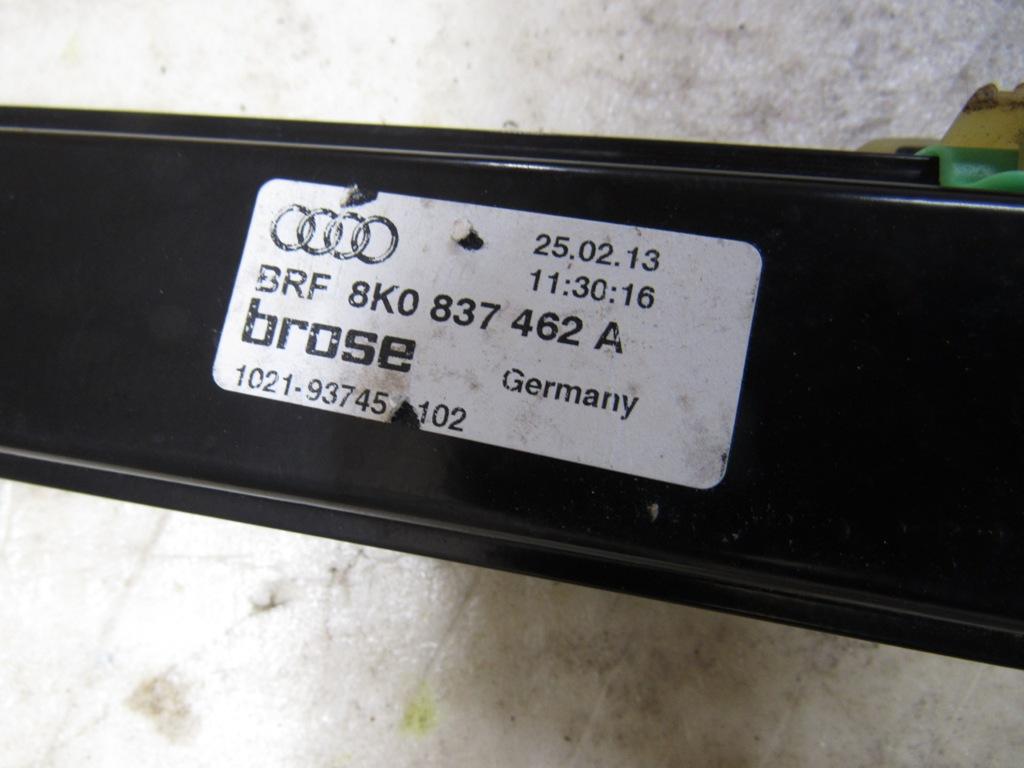 25.02.13
11:30:16
BRF 8K0 837 462 A
brose
Germany
1021-93745 102